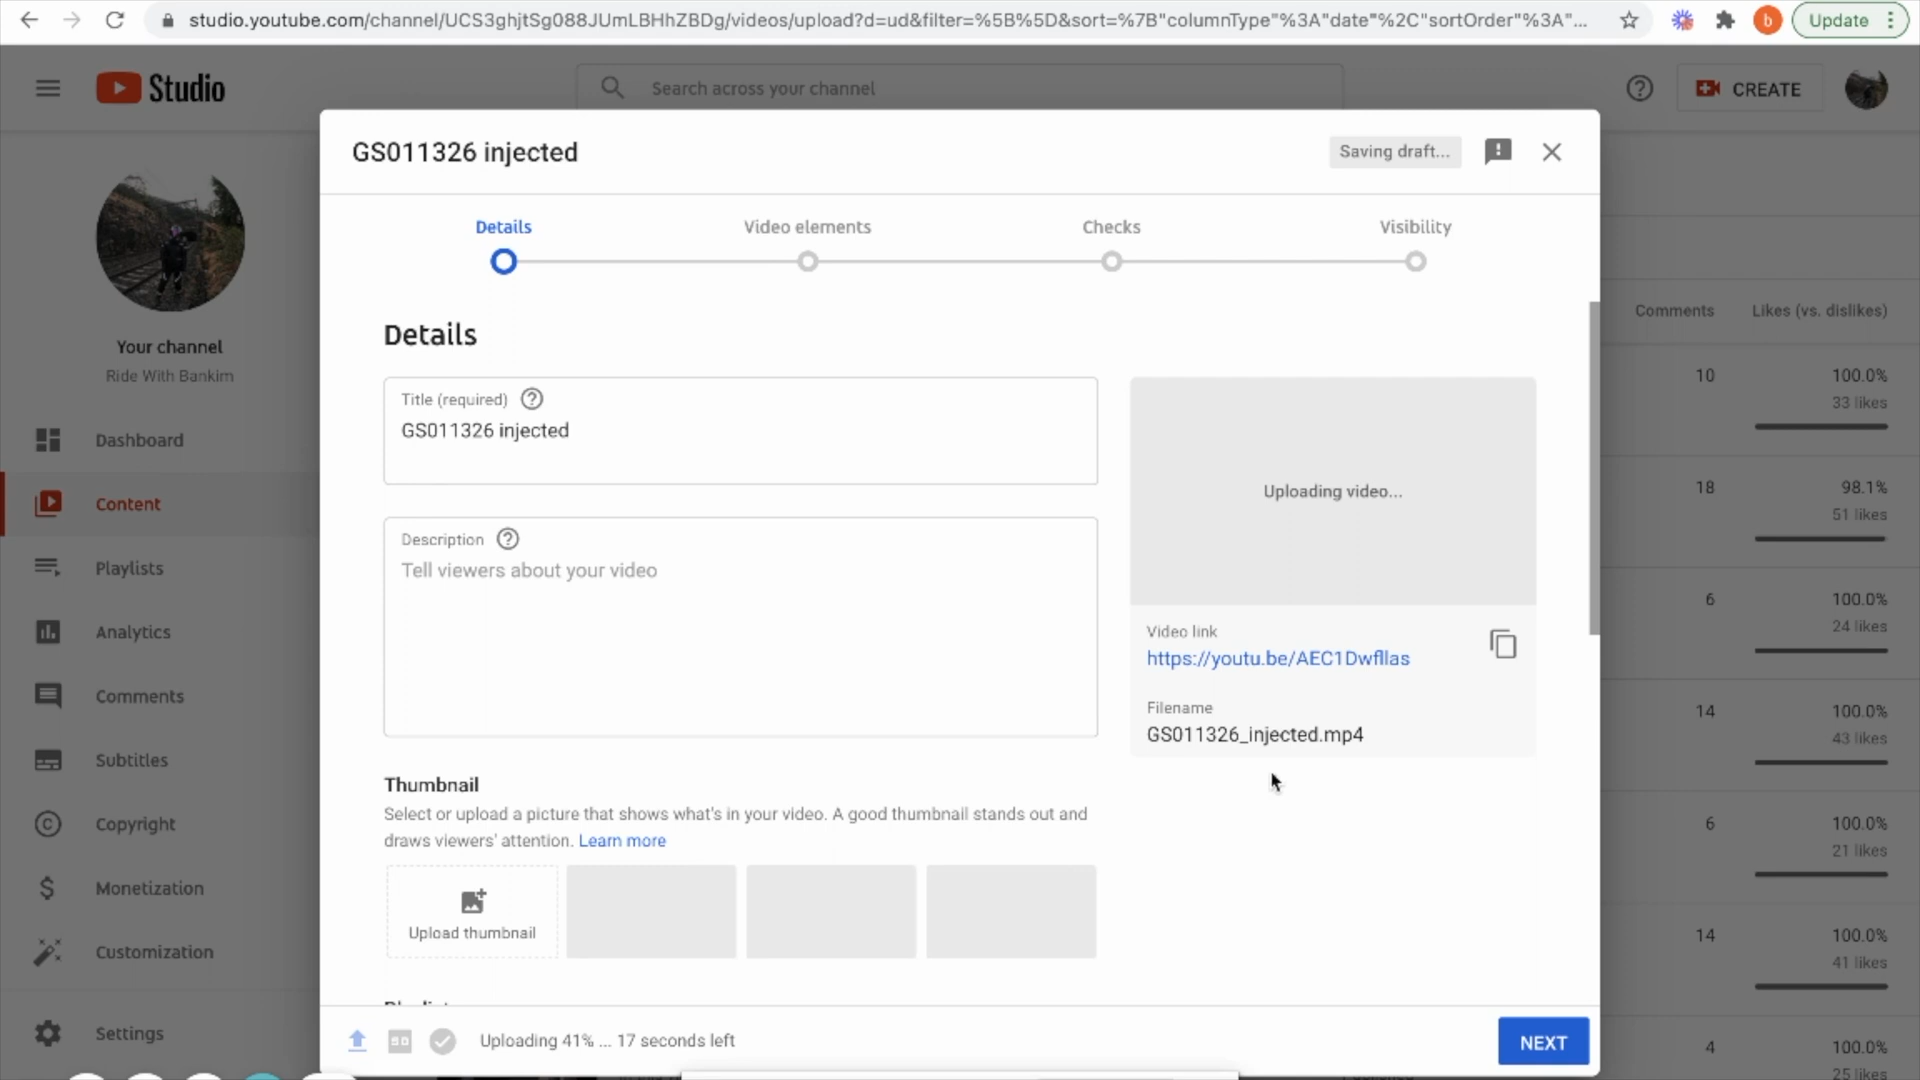 studio.youtube.com/channel/UCS3ghjtSg088JUmLBHhZBDg/videos/upload?d=ud&filter=%5B%5D&sort=%7B"columnType"%3A"date"%2C"sortOrder"%3A"...
b
Update
Studio
Search across your channel
CREATE
GS011326 injected
Saving draft...
Details
Video elements
Checks
Visibility
Your channel
Ride With Bankim
Dashboard
Content
Playlists
Analytics
Comments
Subtitles
Copyright
Monetization
Customization
Settings
Details
Title (required)
GS011326 injected
Description
Tell viewers about your video
Uploading video...
Video link
https://youtu.be/AEC1Dwfllas
Filename
GS011326_injected.mp4
Thumbnail
Select or upload a picture that shows what's in your video. A good thumbnail stands out and
draws viewers' attention. Learn more
Upload thumbnail
SD
Uploading 41% ... 17 seconds left
NEXT
Comments
Likes (vs. dislikes)
10
100.0%
33 likes
18
98.1%
51 likes
6
100.0%
24 likes
14
100.0%
43 likes
6
100.0%
21 likes
14
100.0%
41 likes
4
100.0%
25 likes